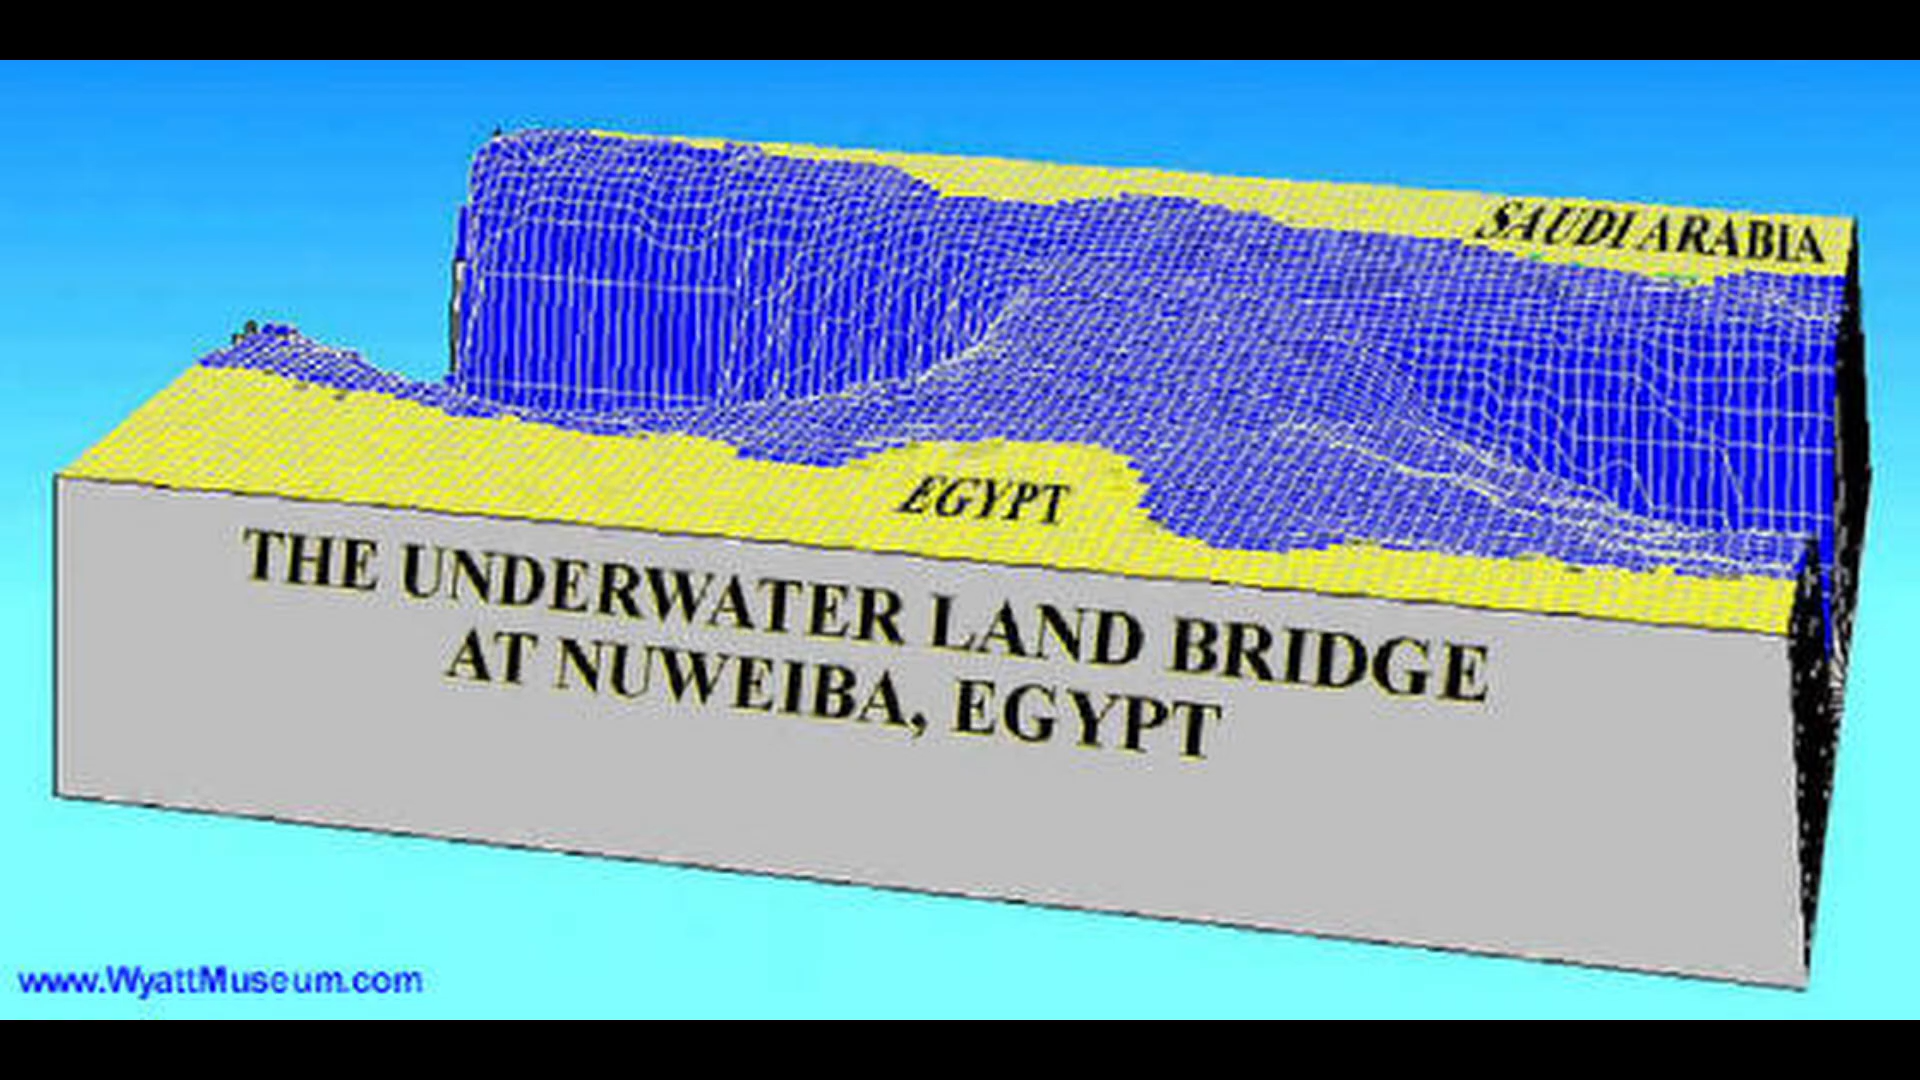 SAUDI ARABIA
EGYPT
THE UNDERWATER LAND BRIDGE
AT NUWEIBA, EGYPT
www.WyattMuseum.com